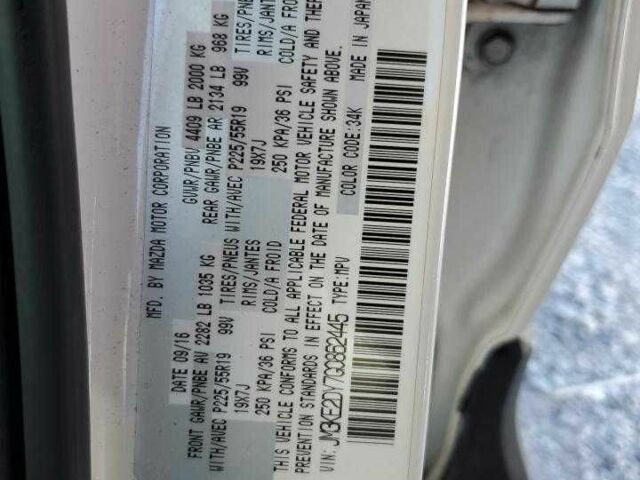 MFD. BY MAZDA MOTOR CORPORATION
DATE 09/16 GVWR/PNBV 4409 LB 2000 KG
FRONT GAWR/PNBE AV 2282 LB 1035 KG REAR GAWR/PNBE AR 2134 LB 968 KG
WITH/AVEC P225/55R19 99V TIRES/PNEUS WITH/AVEC P225/55R19 99V TIRES/PNE
19X7J RIMS/JANTES 19X7J RIMS/JANTES
250 KPA/36 PSI COLD/A FROID 250 KPA/36 PSI COLD/A FROID
THIS VEHICLE CONFORMS TO ALL APPLICABLE FEDERAL MOTOR VEHICLE SAFETY AND THEF
PREVENTION STANDARDS IN EFFECT ON THE DATE OF MANUFACTURE SHOWN ABOVE.
VIN: JM3KE2DY7G0862445 TYPE: MPV COLOR CODE: 34K MADE IN JAPAN